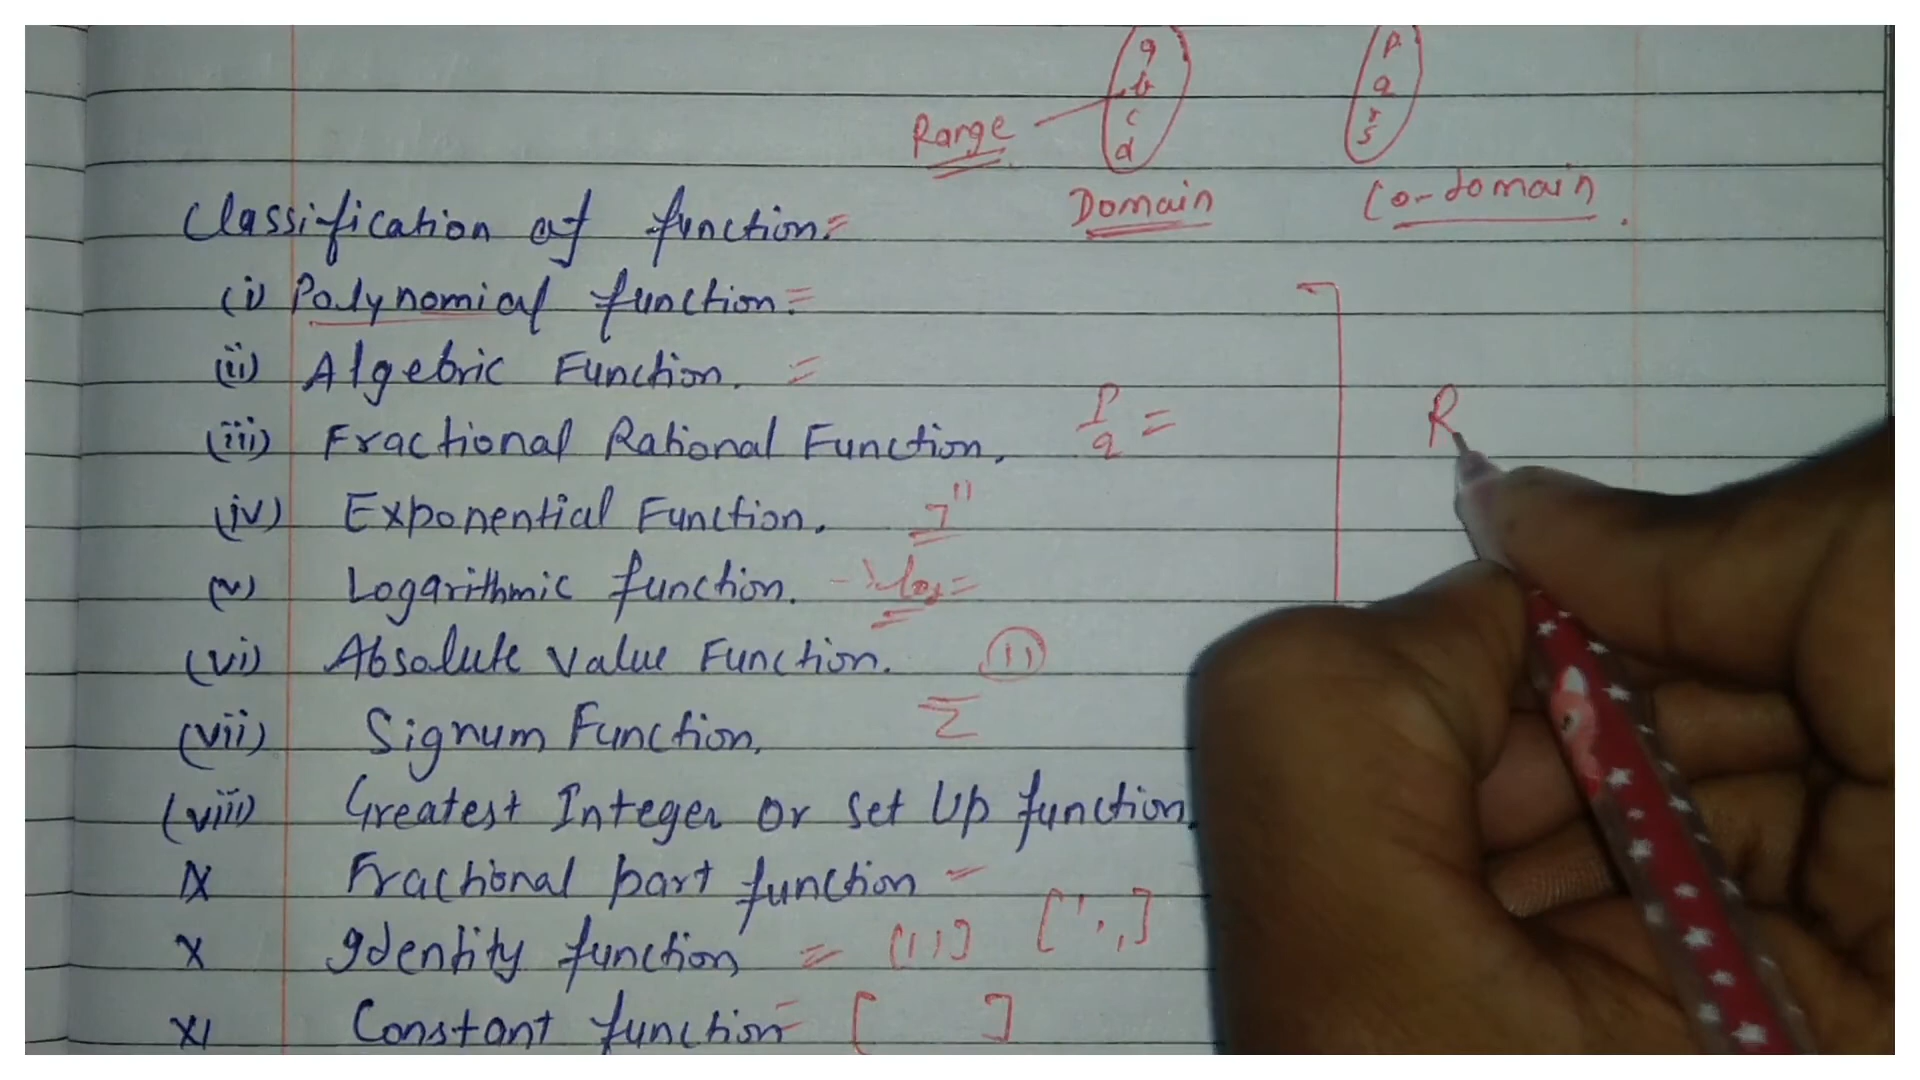 a
b
c
d
p
q
r
s
Range
Domain
Co-domain
Classification of function:=
(i) Polynomial function:=
(ii) Algebric Function. =
(iii) Fractional Rational Function. P/q =
(iv) Exponential Function.
(v) Logarithmic function. → log =
(vi) Absolute value Function.
(vii) Signum Function. Σ
(viii) Greatest Integer or set Up function.
IX Fractional part function =
X Identity function = [ , ]
XI Constant function = [ ]
R